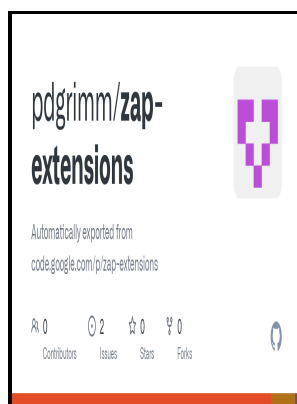 pdgrimm/zap-
extensions
Automatically exported from
code.google.com/p/zap-extensions
0 2 0 0
Contributors Issues Stars Forks